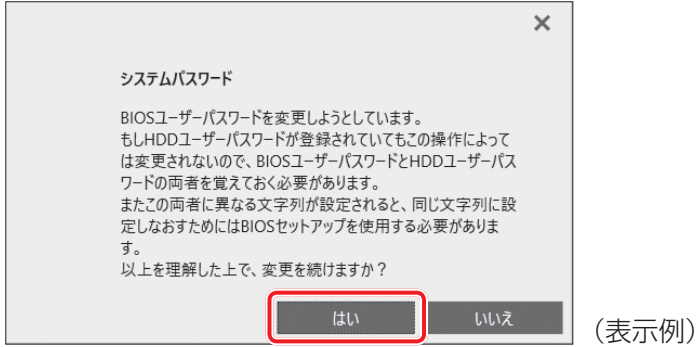 システムパスワード
BIOSユーザーパスワードを変更しようとしています。
もしHDDユーザーパスワードが登録されていてもこの操作によって
は変更されないので、BIOSユーザーパスワードとHDDユーザーパス
ワードの両者を覚えておく必要があります。
またこの両者に異なる文字列が設定されると、同じ文字列に設
定しなおすためにはBIOSセットアップを使用する必要がありま
す。
以上を理解した上で、変更を続けますか？
はい
いいえ
（表示例）